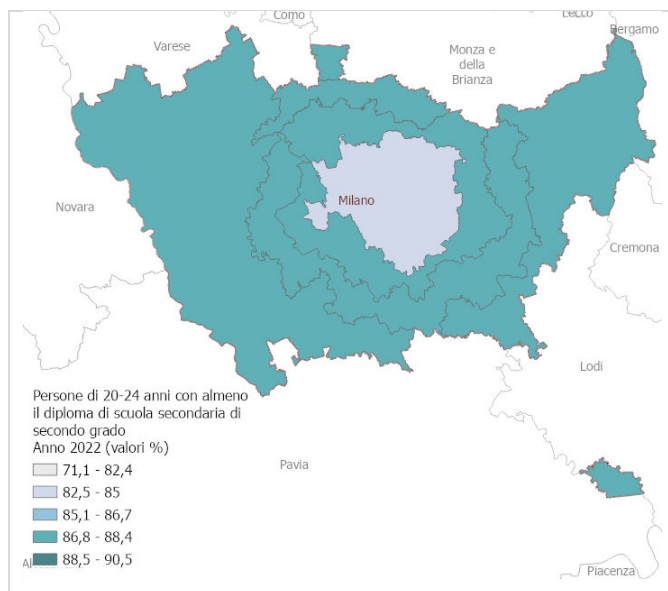 Como
Lecco
Bergamo
Varese
Monza e
della
Brianza
Milano
Novara
Cremona
Lodi
Persone di 20-24 anni con almeno
il diploma di scuola secondaria di
secondo grado
Anno 2022 (valori %)
71,1 - 82,4
82,5 - 85
85,1 - 86,7
86,8 - 88,4
88,5 - 90,5
Pavia
Piacenza